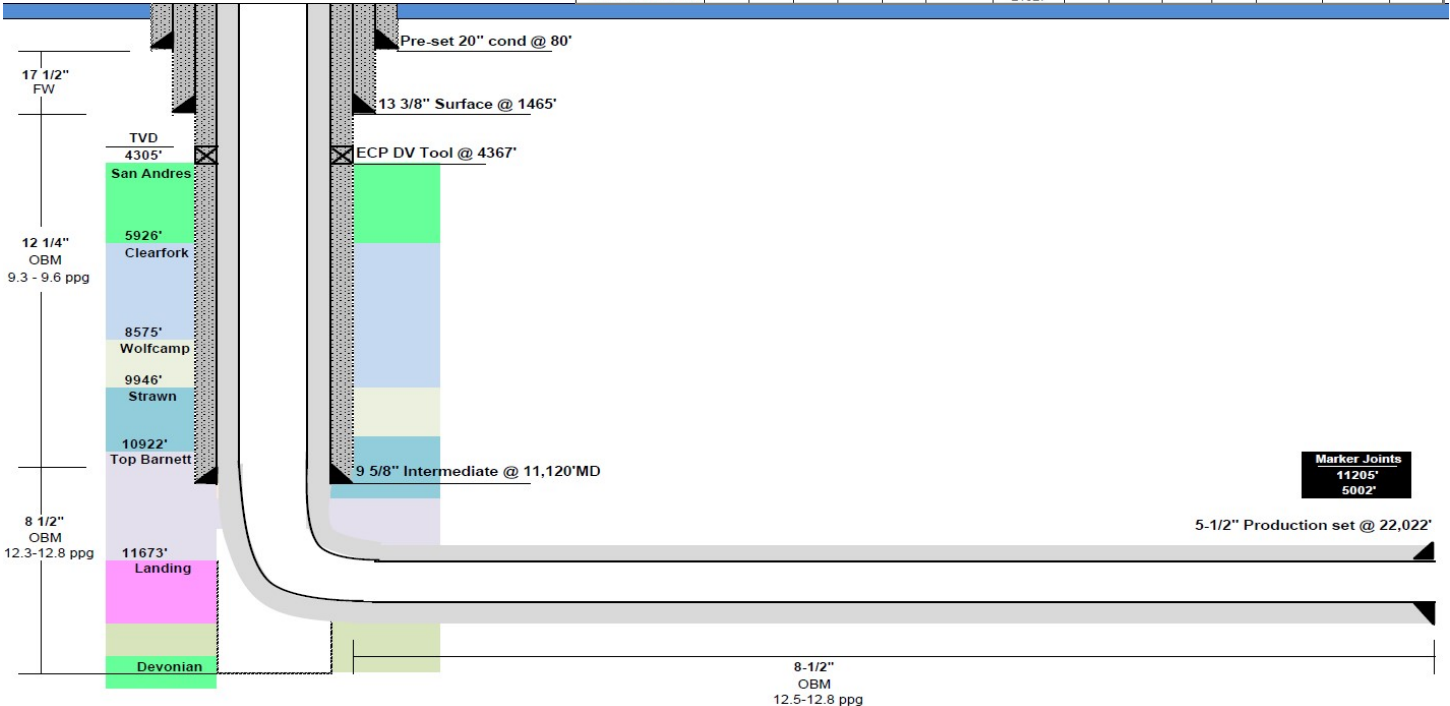 Pre-set 20" cond @ 80'
17 1/2"
FW
13 3/8" Surface @ 1465'
TVD
4305'
ECP DV Tool @ 4367'
San Andres
5926'
Clearfork
12 1/4"
OBM
9.3 - 9.6 ppg
8575'
Wolfcamp
9946'
Strawn
10922'
Top Barnett
9 5/8" Intermediate @ 11,120'MD
Marker Joints
11205'
5002'
8 1/2"
OBM
12.3-12.8 ppg
5-1/2" Production set @ 22,022'
11673'
Landing
Devonian
8-1/2"
OBM
12.5-12.8 ppg